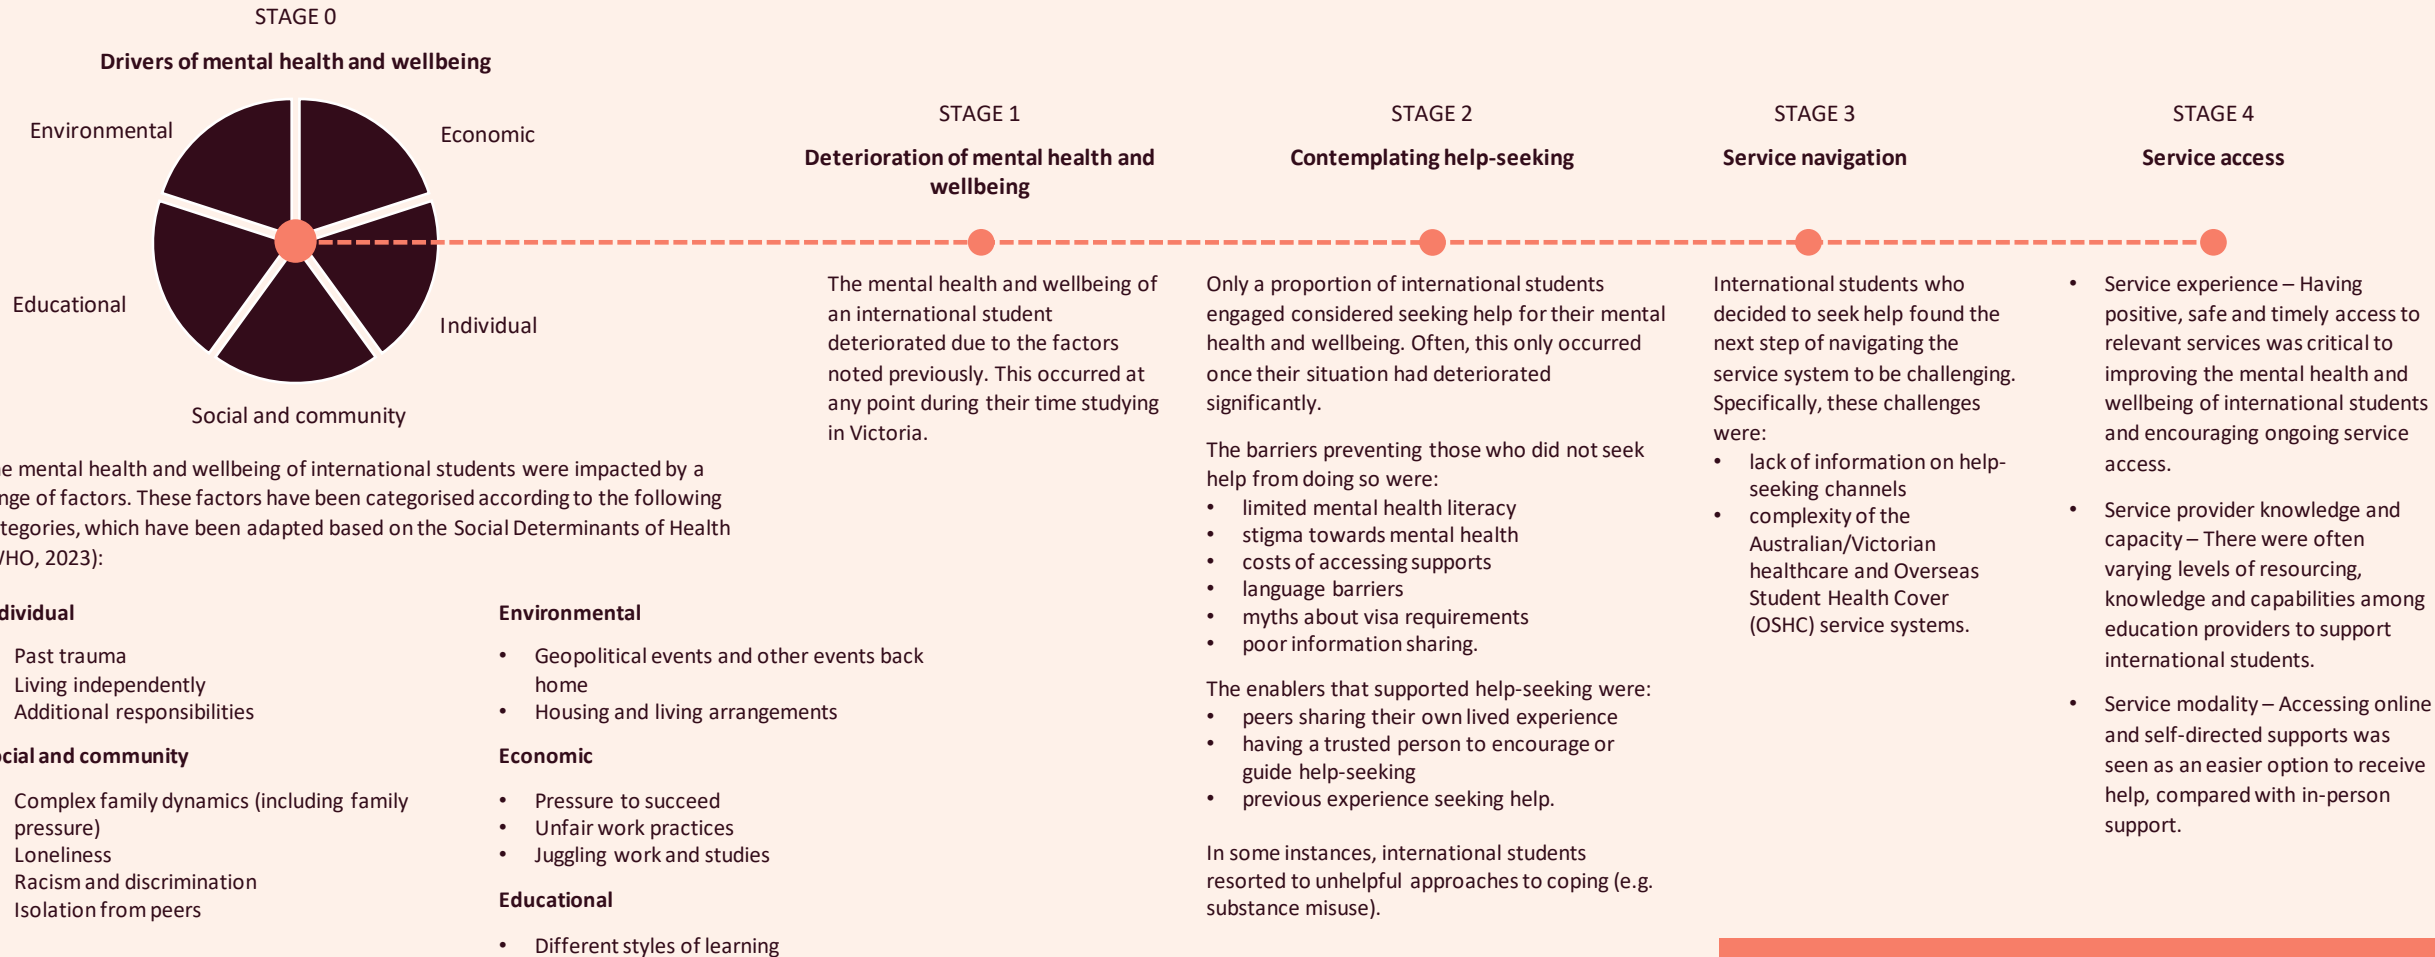 STAGE 0
Drivers of mental health and wellbeing
Environmental
Economic
Educational
Individual
Social and community
mental health and wellbeing of international students were impacted by a
of factors. These factors have been categorised according to the following
which have been adapted based on the Social Determinants of Health
2023):
Past trauma
Living independently
Additional responsibilities
and community
Complex family dynamics (including family
pressure)
Loneliness
Racism and discrimination
Isolation from peers
Environmental
• Geopolitical events and other events back
home
• Housing and living arrangements
Economic
• Pressure to succeed
• Unfair work practices
• Juggling work and studies
Educational
• Different styles of learning
STAGE 1
Deterioration of mental health and
wellbeing
The mental health and wellbeing of
an international student
deteriorated due to the factors
noted previously. This occurred at
any point during their time studying
in Victoria.
STAGE 2
Contemplating help-seeking
Only a proportion of international students
engaged considered seeking help for their mental
health and wellbeing. Often, this only occurred
once their situation had deteriorated
significantly.
The barriers preventing those who did not seek
help from doing so were:
• limited mental health literacy
• stigma towards mental health
• costs of accessing supports
• language barriers
• myths about visa requirements
• poor information sharing.
The enablers that supported help-seeking were:
• peers sharing their own lived experience
• having a trusted person to encourage or
guide help-seeking
• previous experience seeking help.
In some instances, international students
resorted to unhelpful approaches to coping (e.g.
substance misuse).
STAGE 3
Service navigation
International students who
decided to seek help found the
next step of navigating the
service system to be challenging.
Specifically, these challenges
were:
• lack of information on help-
seeking channels
• complexity of the
Australian/Victorian
healthcare and Overseas
Student Health Cover
(OSHC) service systems.
STAGE 4
Service access
• Service experience – Having
positive, safe and timely access to
relevant services was critical to
improving the mental health and
wellbeing of international students
and encouraging ongoing service
access.
• Service provider knowledge and
capacity – There were often
varying levels of resourcing,
knowledge and capabilities among
education providers to support
international students.
• Service modality – Accessing online
and self-directed supports was
seen as an easier option to receive
help, compared with in-person
support.